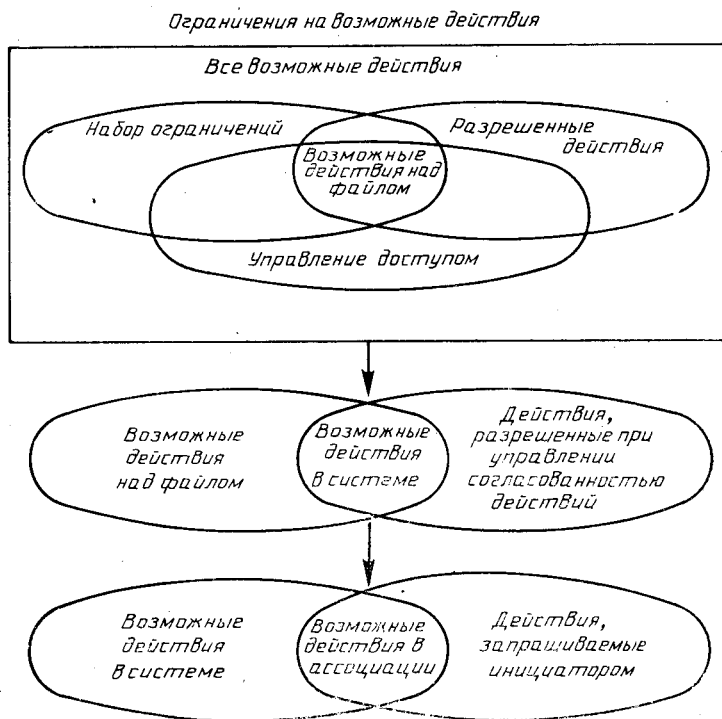 Ограничения на возможные действия
Все возможные действия
Набор ограничений
Разрешенные
действия
Возможные
действия над
файлом
Управление доступом
Возможные
действия
над файлом
Возможные
действия
в системе
Действия,
разрешенные при
управлении
согласованностью
действий
Возможные
действия
в системе
Возможные
действия в
ассоциации
Действия,
запрашиваемые
инициатором